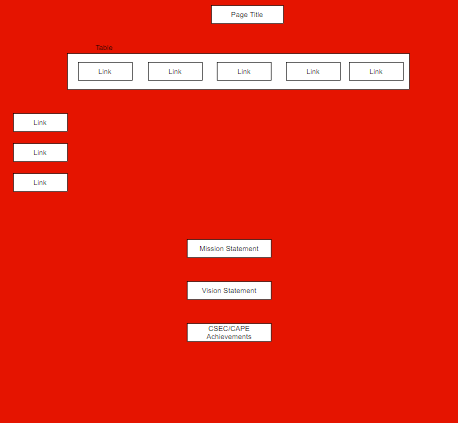 Page Title
Table
Link Link Link Link Link
Link
Link
Link
Mission Statement
Vision Statement
CSEC/CAPE
Achievements